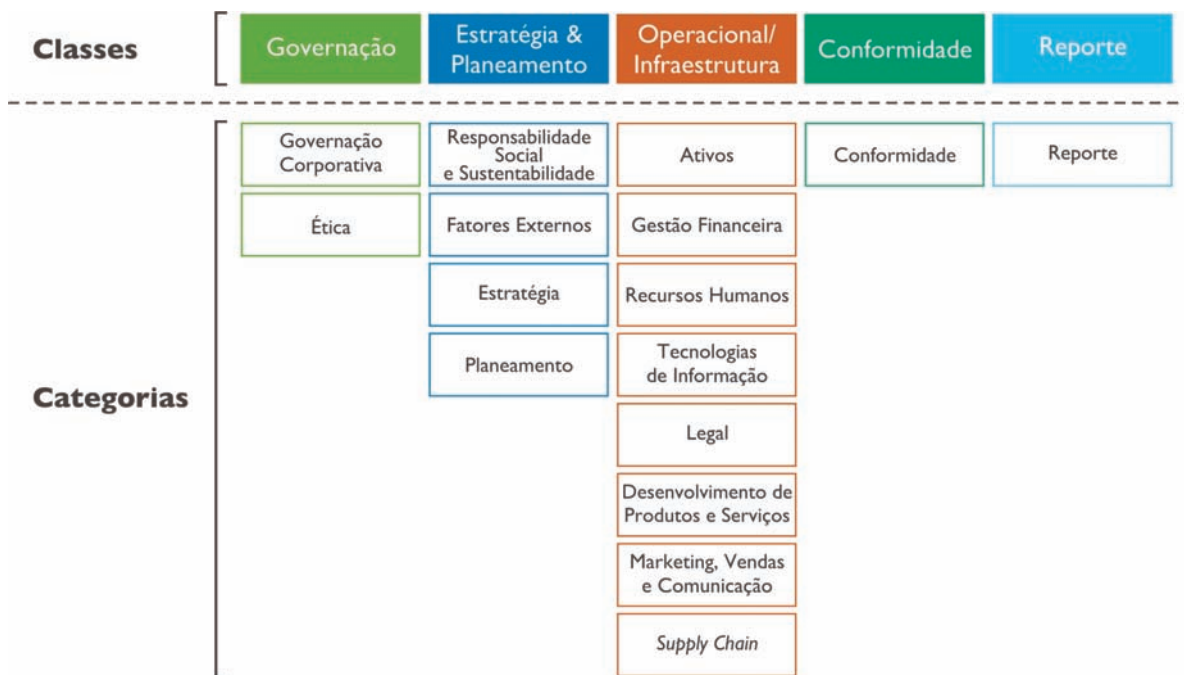 Classes
Governação
Estratégia &
Planeamento
Operacional/
Infraestrutura
Conformidade
Reporte
Categorias
Governação
Corporativa
Ética
Responsabilidade
Social
e Sustentabilidade
Fatores Externos
Estratégia
Planeamento
Ativos
Gestão Financeira
Recursos Humanos
Tecnologias
de Informação
Legal
Desenvolvimento de
Produtos e Serviços
Marketing, Vendas
e Comunicação
Supply Chain
Conformidade
Reporte